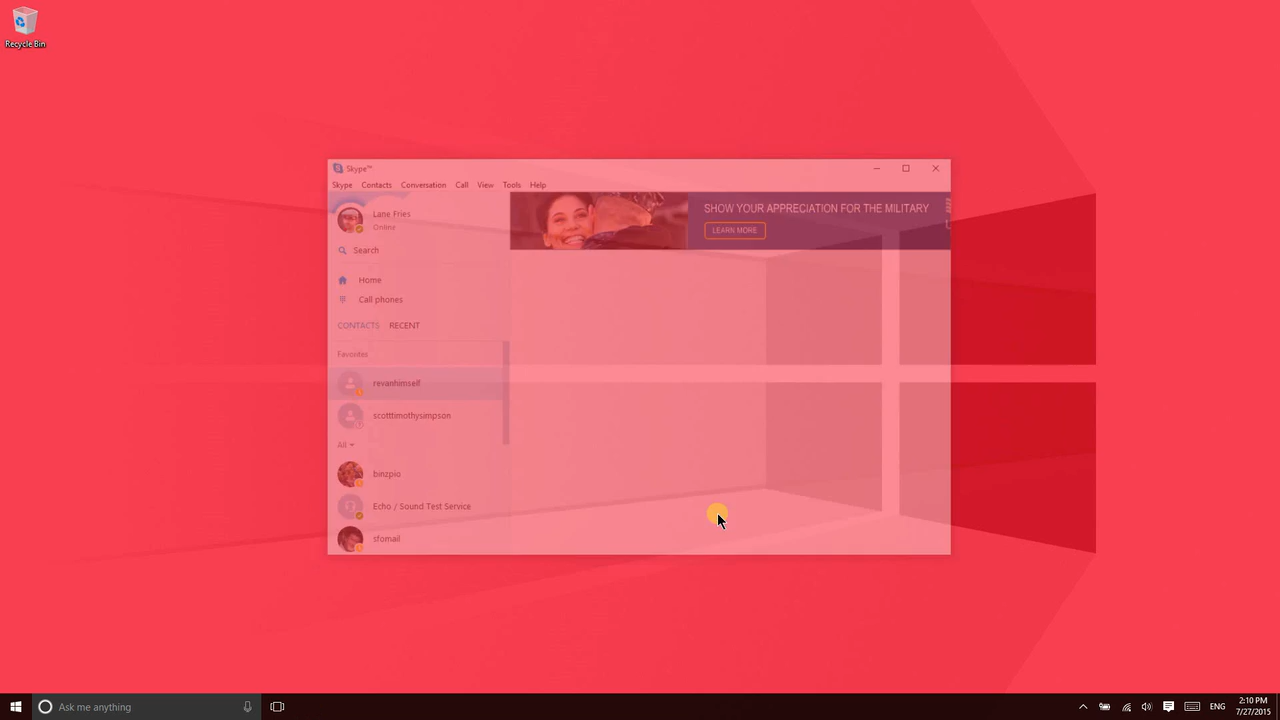 Recycle Bin
Skype™
Skype Contacts Conversation Call View Tools Help
Lane Fries
Online
SHOW YOUR APPRECIATION FOR THE MILITARY
LEARN MORE
Search
Home
Call phones
CONTACTS RECENT
Favorites
revanhimself
scotttimothysimpson
All
binzpio
Echo / Sound Test Service
sfomail
Ask me anything
ENG
2:10 PM
7/27/2015